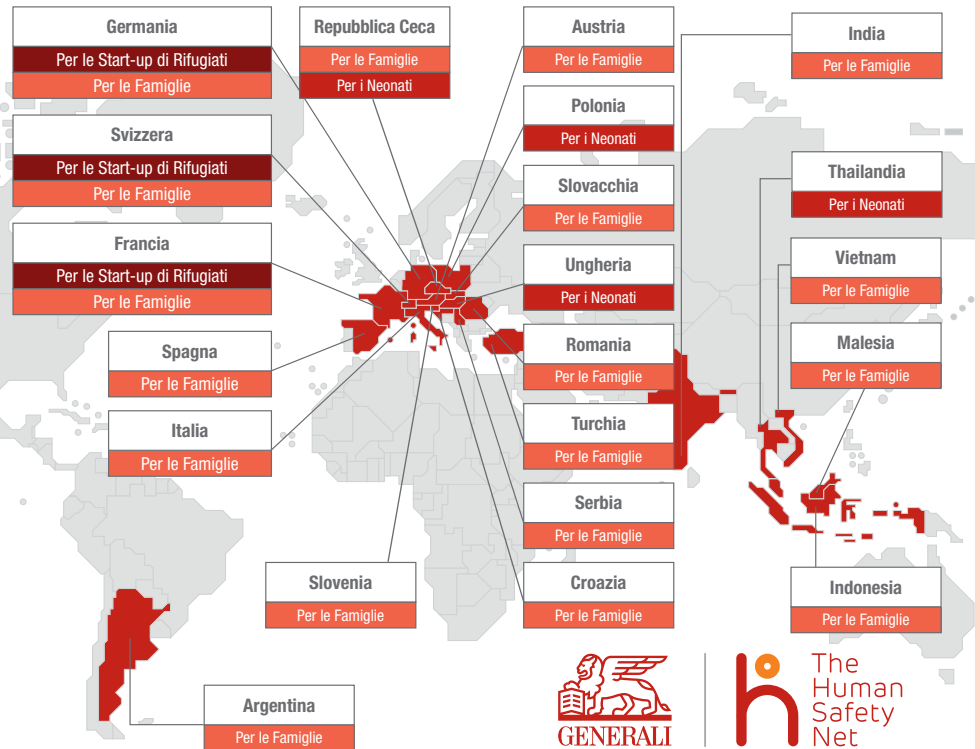 Germania
Per le Start-up di Rifugiati
Per le Famiglie
Svizzera
Per le Start-up di Rifugiati
Per le Famiglie
Francia
Per le Start-up di Rifugiati
Per le Famiglie
Spagna
Per le Famiglie
Italia
Per le Famiglie
Repubblica Ceca
Per le Famiglie
Per i Neonati
Austria
Per le Famiglie
Polonia
Per i Neonati
Slovacchia
Per le Famiglie
Ungheria
Per i Neonati
Romania
Per le Famiglie
Turchia
Per le Famiglie
Serbia
Per le Famiglie
Croazia
Per le Famiglie
Slovenia
Per le Famiglie
Argentina
Per le Famiglie
India
Per le Famiglie
Thailandia
Per i Neonati
Vietnam
Per le Famiglie
Malesia
Per le Famiglie
Indonesia
Per le Famiglie
GENERALI
The
Human
Safety
Net